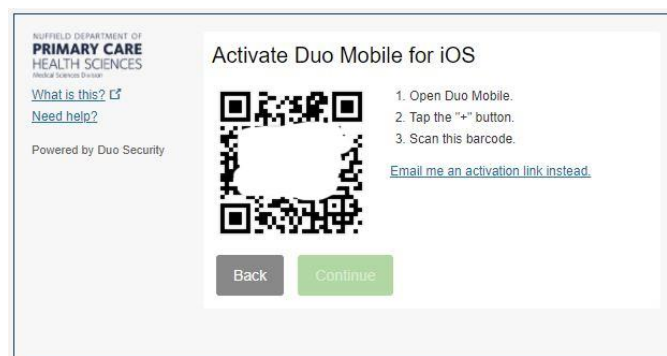 NUFFIELD DEPARTMENT OF
PRIMARY CARE
HEALTH SCIENCES
Medical Sciences Division
What is this?
Need help?
Powered by Duo Security
Activate Duo Mobile for iOS
1. Open Duo Mobile.
2. Tap the "+" button.
3. Scan this barcode.
Email me an activation link instead.
Back
Continue